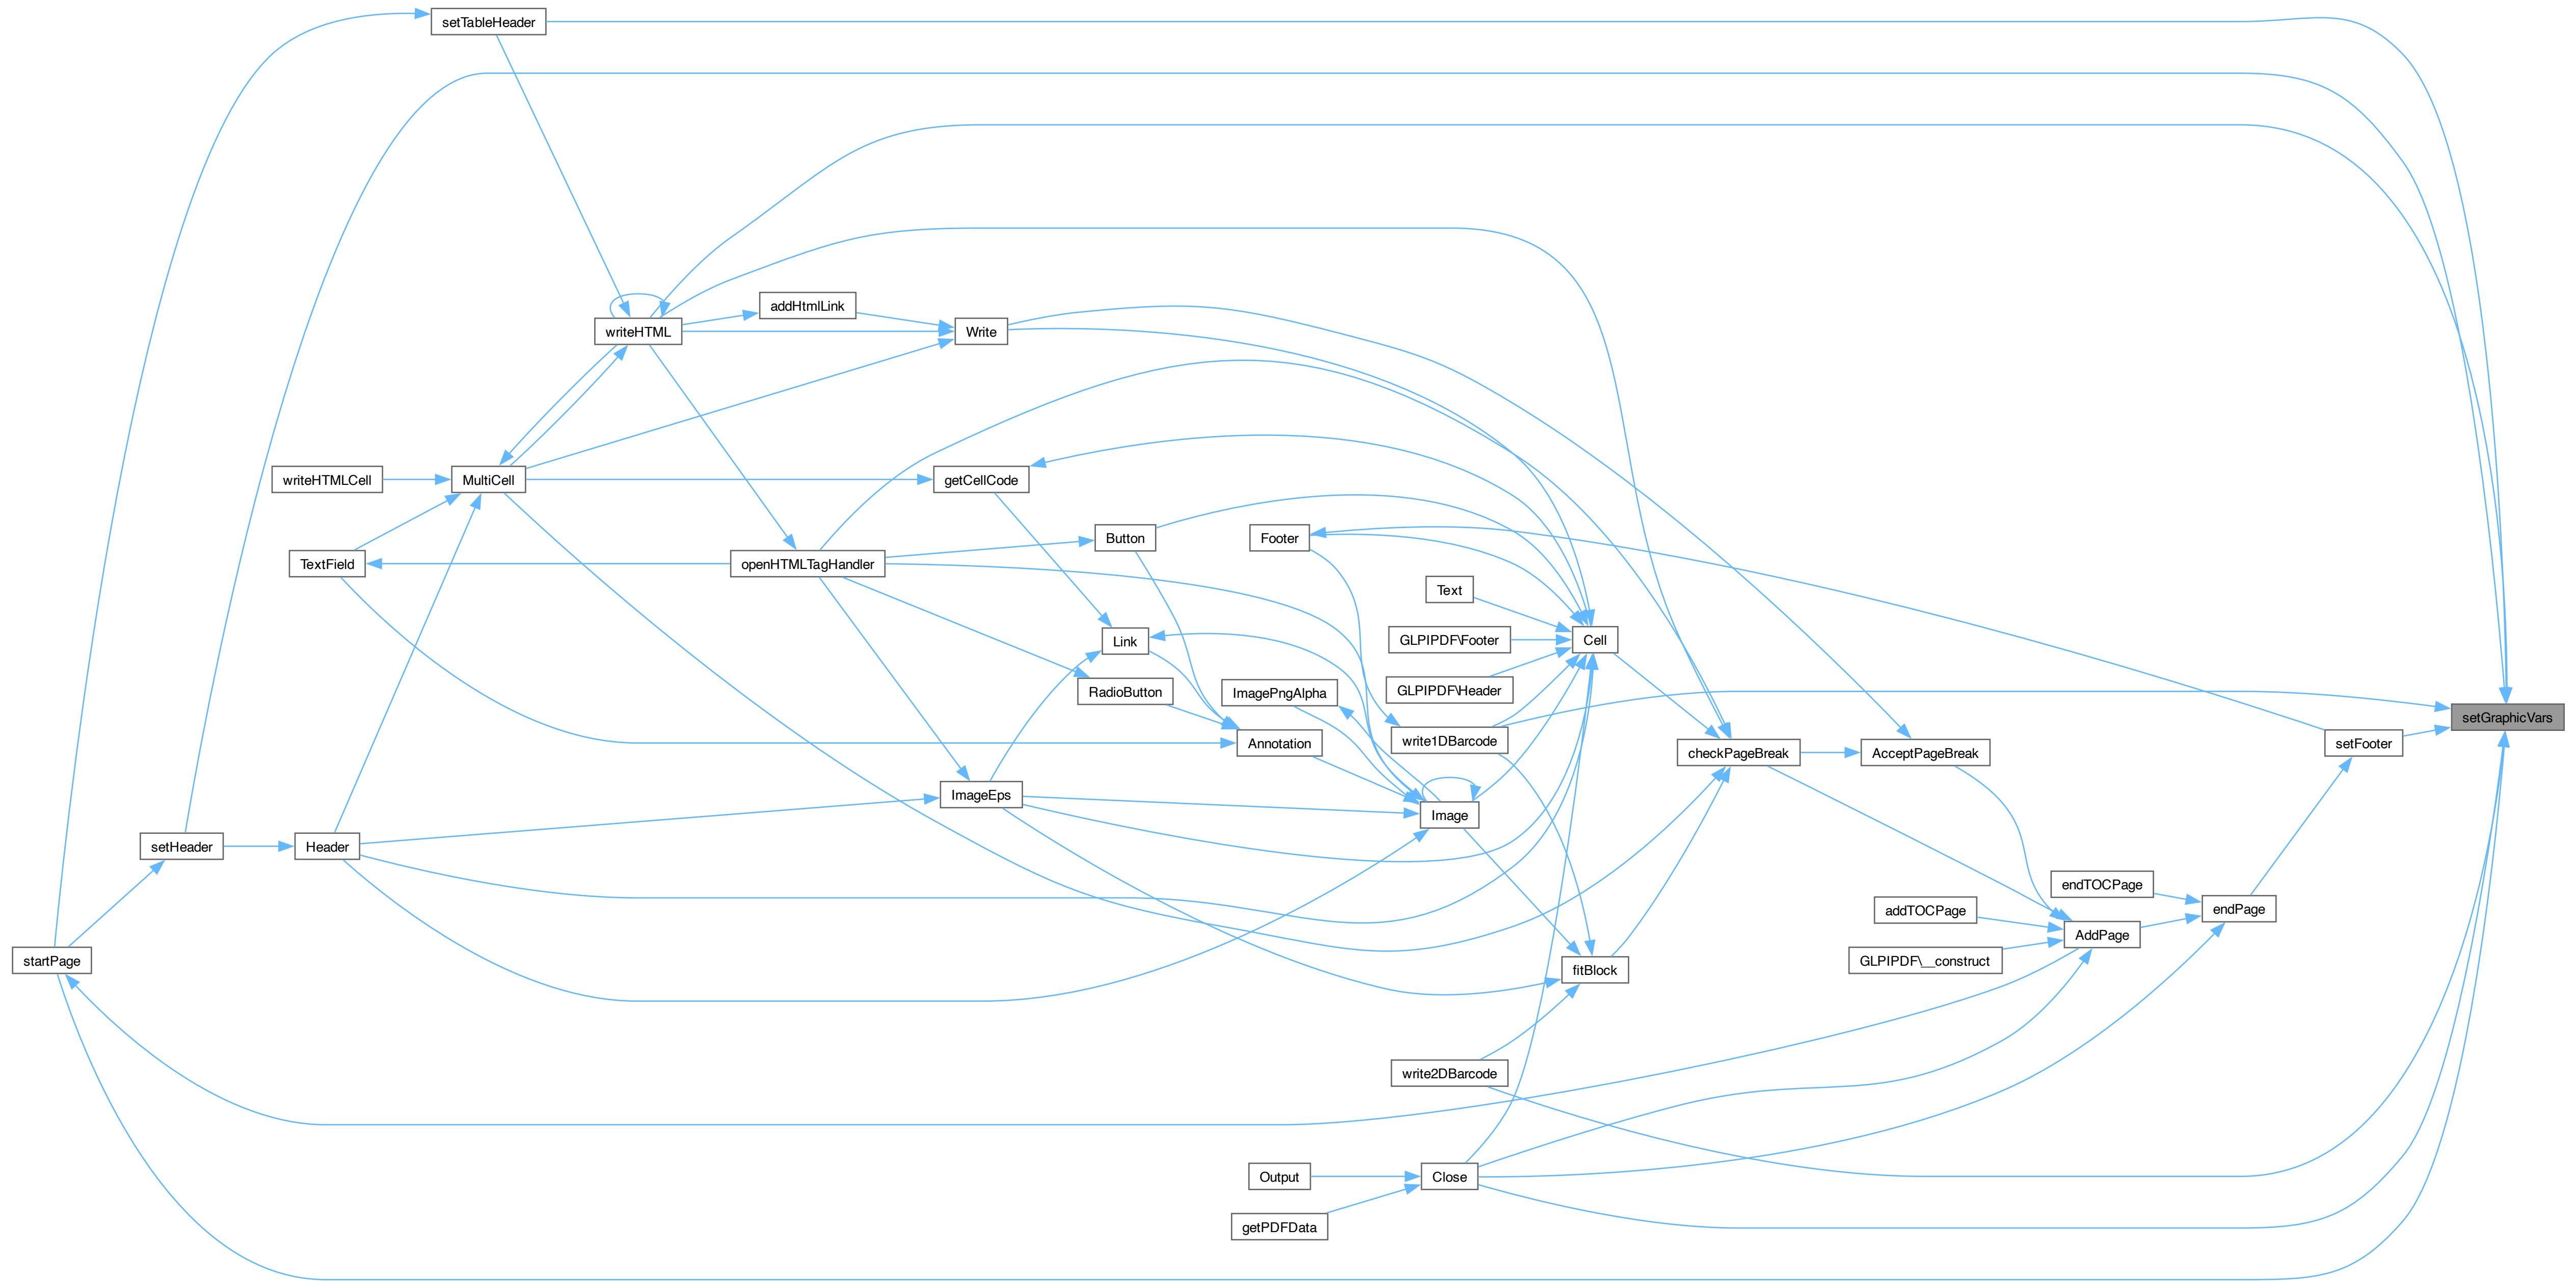 setTableHeader
addHtmlLink
writeHTML
Write
writeHTMLCell
MultiCell
getCellCode
Button
Footer
TextField
openHTMLTagHandler
Text
Link
GLPIPDF\Footer
Cell
RadioButton
ImagePngAlpha
GLPIPDF\Header
setGraphicVars
Annotation
write1DBarcode
checkPageBreak
AcceptPageBreak
setFooter
ImageEps
Image
setHeader
Header
endTOCPage
addTOCPage
endPage
AddPage
startPage
GLPIPDF\__construct
fitBlock
write2DBarcode
Output
Close
getPDFData